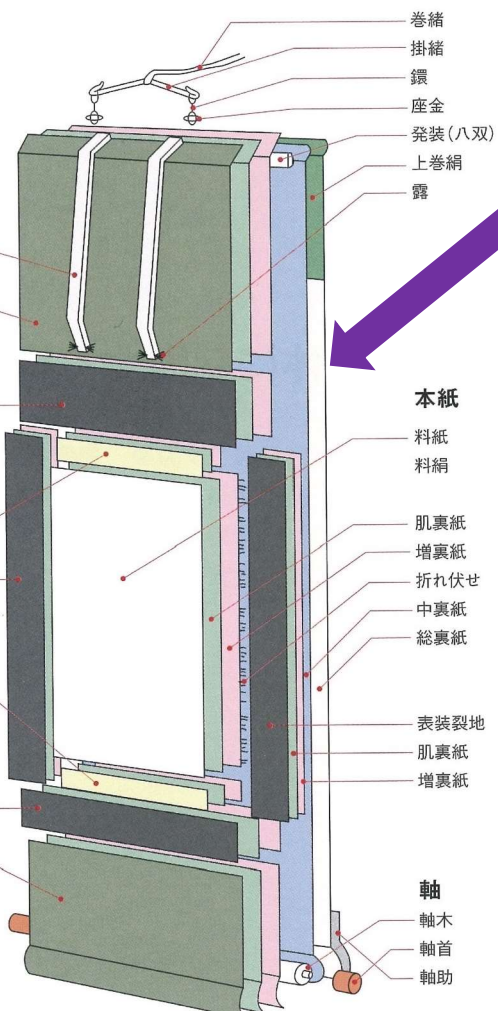 巻緒
掛緒
鐶
座金
発装(八双)
上巻絹
露
本紙
料紙
料絹
肌裏紙
増裏紙
折れ伏せ
中裏紙
総裏紙
表装裂地
肌裏紙
増裏紙
軸
軸木
軸首
軸助